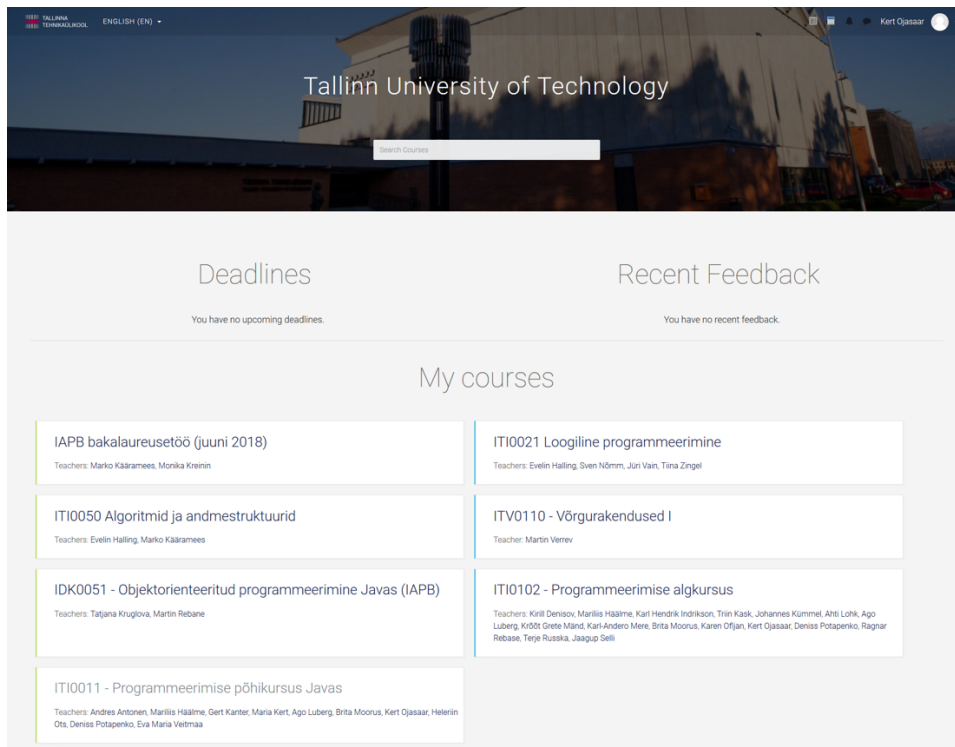 TALLINNA
TEHNIKAÜLIKOOL
ENGLISH (EN)
Kert Ojasaar
Tallinn University of Technology
Search Courses
Deadlines
Recent Feedback
You have no upcoming deadlines.
You have no recent feedback.
My courses
IAPB bakalaureusetöö (juuni 2018)
Teachers: Marko Kääramees, Monika Kreinin
ITI0021 Loogiline programmeerimine
Teachers: Evelin Halling, Sven Nõmm, Jüri Vain, Tiina Zingel
ITI0050 Algoritmid ja andmestruktuurid
Teachers: Evelin Halling, Marko Kääramees
ITV0110 - Võrgurakendused I
Teacher: Martin Verrev
IDK0051 - Objektorienteeritud programmeerimine Javas (IAPB)
Teachers: Tatjana Kruglova, Martin Rebane
ITI0102 - Programmeerimise algkursus
Teachers: Kirill Denisov, Mariliis Häälme, Karl Hendrik Indrikson, Triin Kask, Johannes Kümmel, Ahti Lohk, Ago
Luberg, Krõõt Grete Mänd, Karl-Andero Mere, Brita Moorus, Karen Ofljan, Kert Ojasaar, Deniss Potapenko, Ragnar
Rebase, Terje Russka, Jaagup Selli
ITI0011 - Programmeerimise põhikursus Javas
Teachers: Andres Antonen, Mariliis Häälme, Gert Kanter, Maria Kert, Ago Luberg, Brita Moorus, Kert Ojasaar, Heleriin
Ots, Deniss Potapenko, Eva Maria Veitmaa